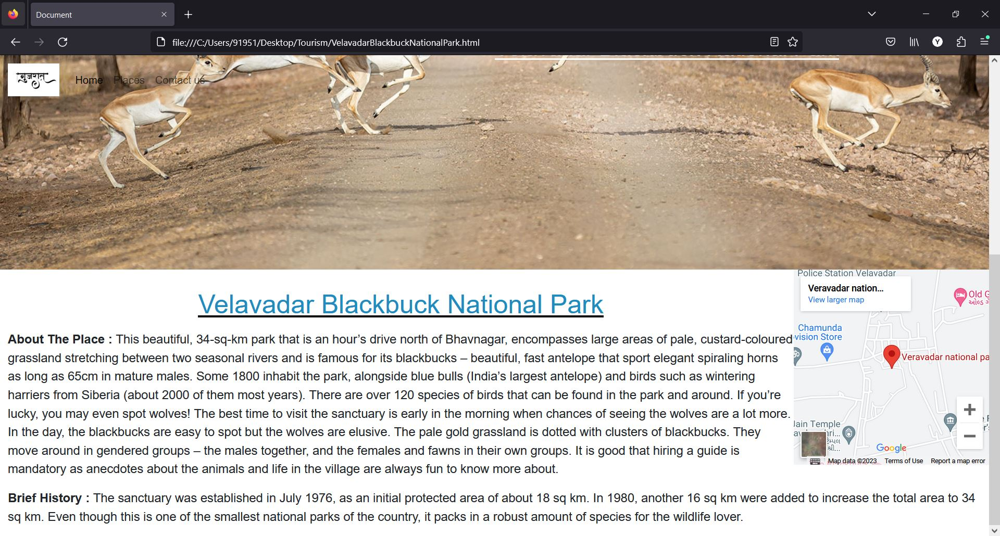 Document
file:///C:/Users/91951/Desktop/Tourism/VelavadarBlackbuckNationalPark.html
Y
गुजरात
Home Places Contact us
Velavadar Blackbuck National Park
About The Place : This beautiful, 34-sq-km park that is an hour’s drive north of Bhavnagar, encompasses large areas of pale, custard-coloured
grassland stretching between two seasonal rivers and is famous for its blackbucks – beautiful, fast antelope that sport elegant spiraling horns
as long as 65cm in mature males. Some 1800 inhabit the park, alongside blue bulls (India’s largest antelope) and birds such as wintering
harriers from Siberia (about 2000 of them most years). There are over 120 species of birds that can be found in the park and around. If you’re
lucky, you may even spot wolves! The best time to visit the sanctuary is early in the morning when chances of seeing the wolves are a lot more.
In the day, the blackbucks are easy to spot but the wolves are elusive. The pale gold grassland is dotted with clusters of blackbucks. They
move around in gendered groups – the males together, and the females and fawns in their own groups. It is good that hiring a guide is
mandatory as anecdotes about the animals and life in the village are always fun to know more about.
Brief History : The sanctuary was established in July 1976, as an initial protected area of about 18 sq km. In 1980, another 16 sq km were added to increase the total area to 34
sq km. Even though this is one of the smallest national parks of the country, it packs in a robust amount of species for the wildlife lover.
Police Station Velavadar
Veravadar nation...
View larger map
Old G
ઓલ્ડ
Chamunda
vision Store
Veravadar national pa
Jain Temple
Google
Map data ©2023 Terms of Use Report a map error